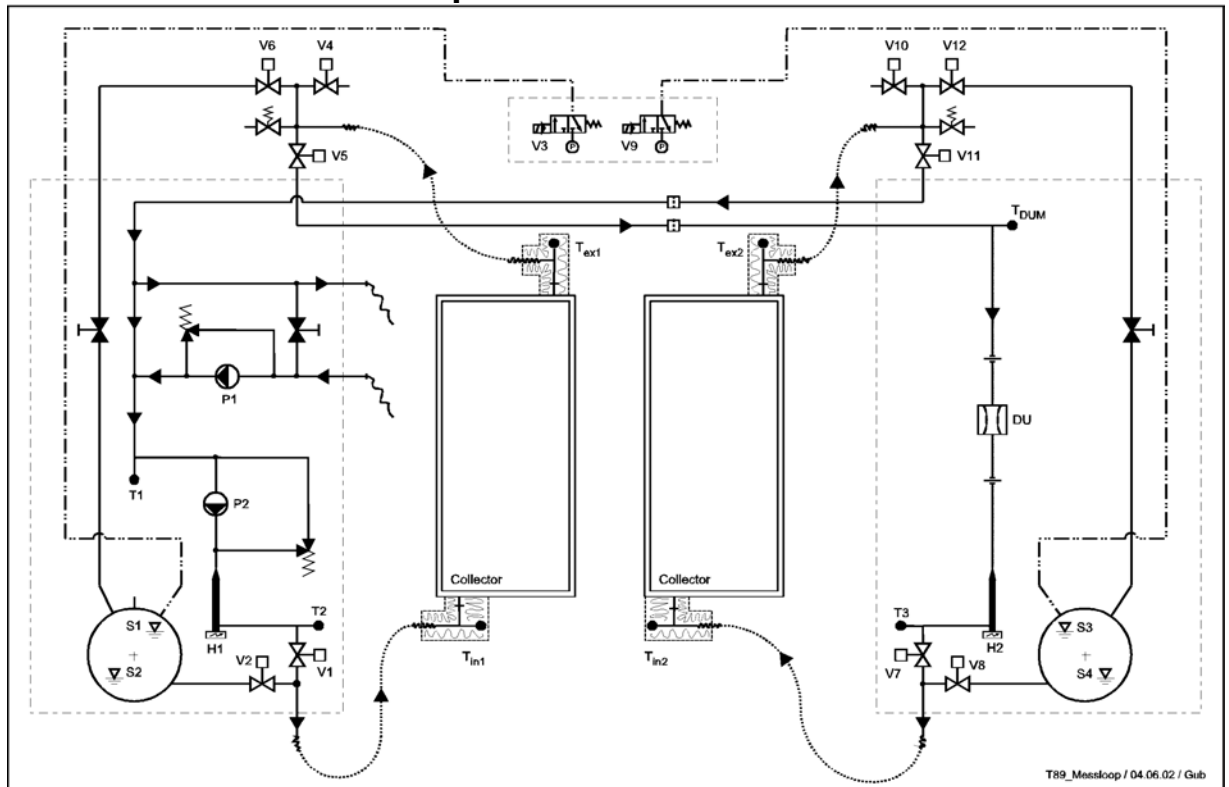 V6
V4
V10
V12
V3
P
V9
P
V5
V11
T_DUM
T_ex1
T_ex2
P1
DU
T1
P2
Collector
Collector
S1
S2
H1
T2
V2
V1
T_in1
T_in2
T3
V7
V8
H2
S3
S4
T89_Messloop / 04.06.02 / Gub